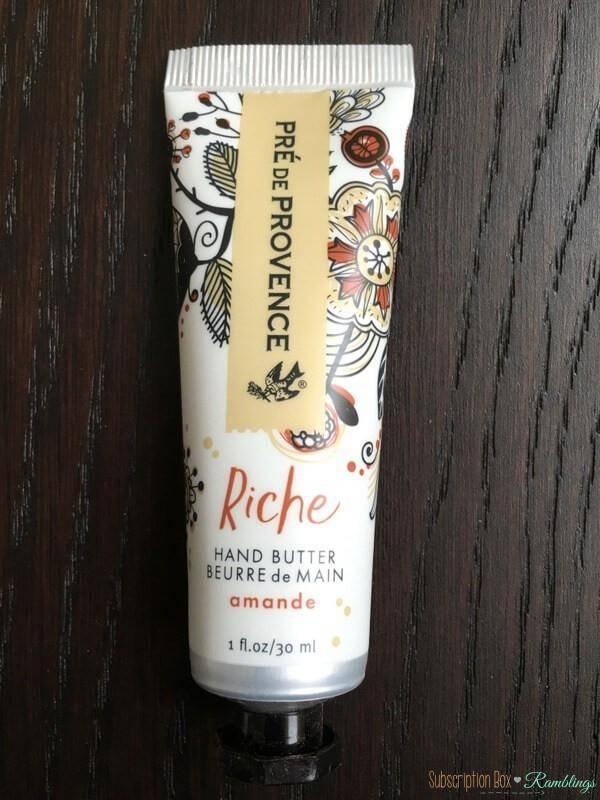 PRÉ DE PROVENCE
®
Riche
HAND BUTTER
BEURRE de MAIN
amande
1 fl.oz/30 ml
Subscription Box ♥ Ramblings